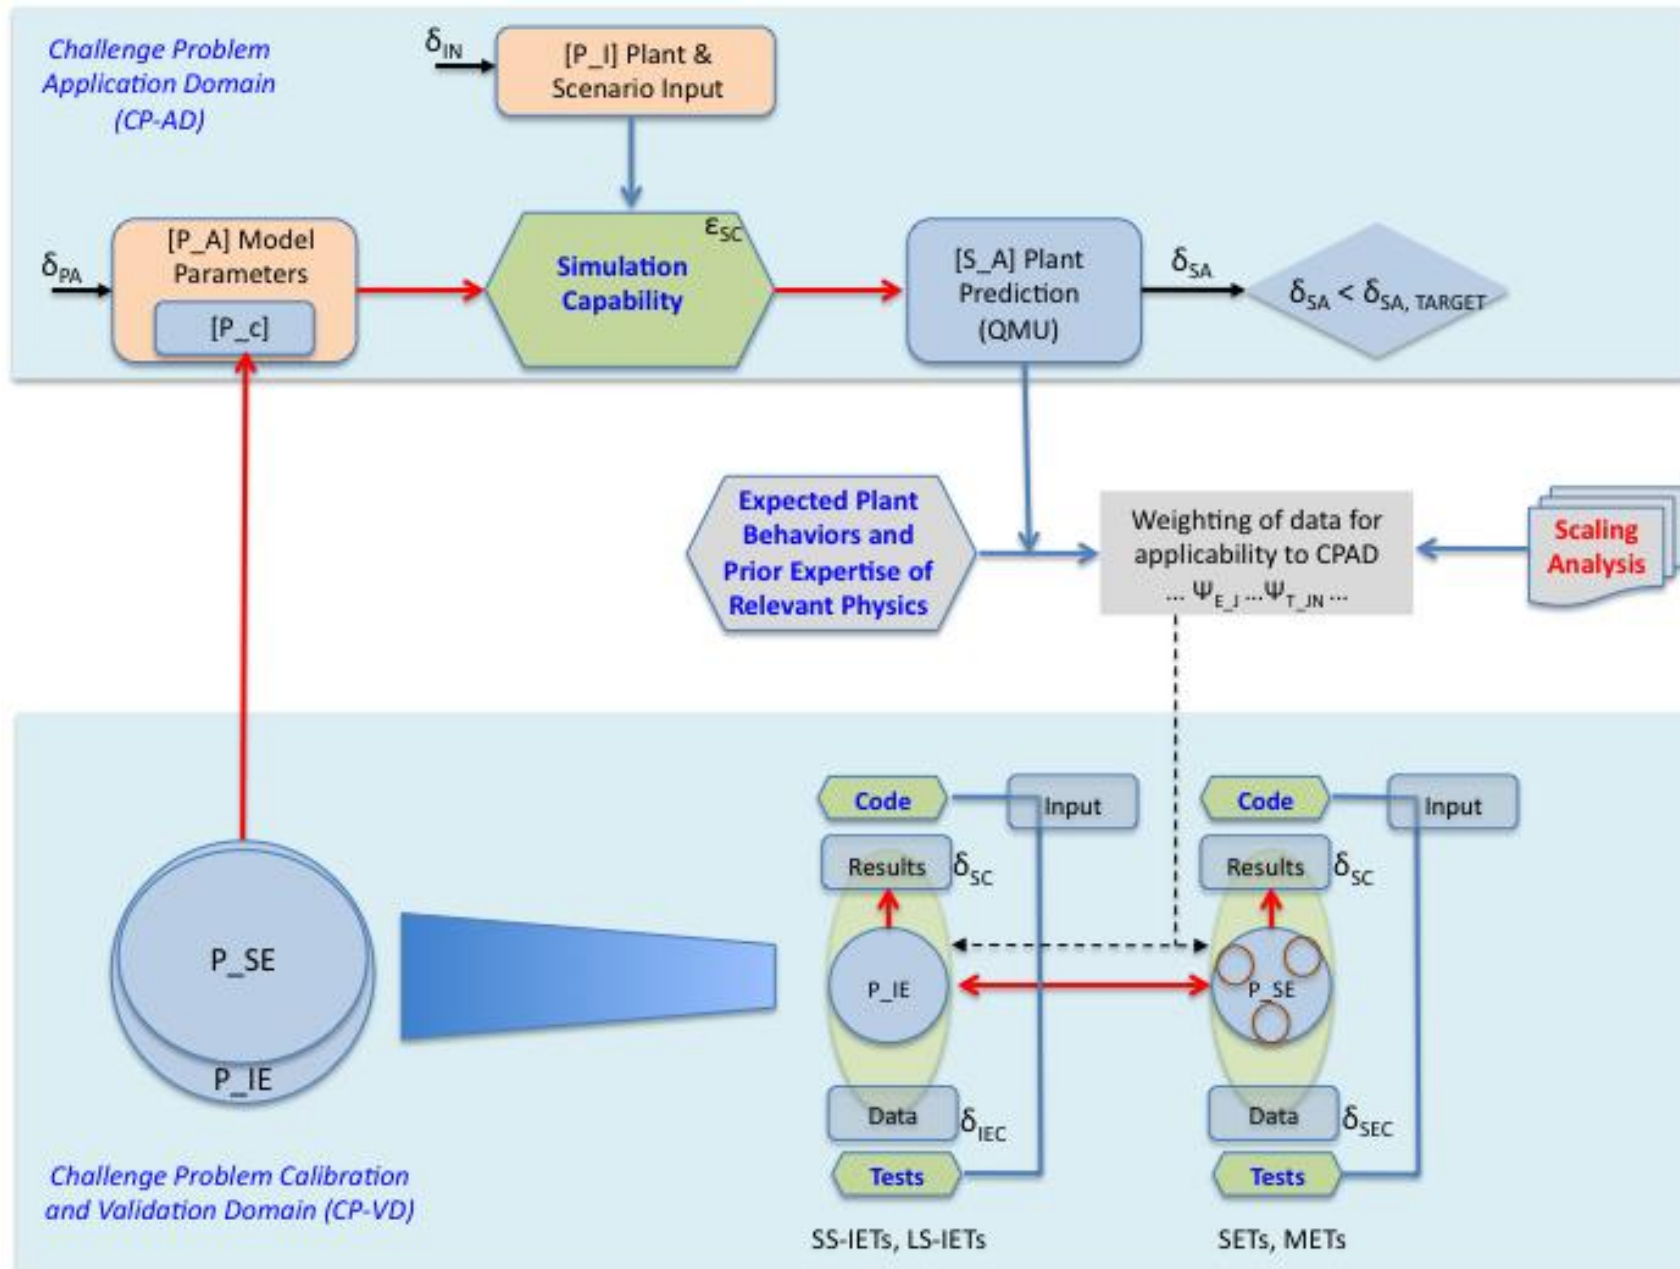 Challenge Problem
Application Domain
(CP-AD)
δIN
[P_I] Plant &
Scenario Input
δPA
[P_A] Model
Parameters
[P_c]
εSC
Simulation
Capability
[S_A] Plant
Prediction
(QMU)
δSA
δSA < δSA, TARGET
Expected Plant
Behaviors and
Prior Expertise of
Relevant Physics
Weighting of data for
applicability to CPAD
... ΨE_J ...ΨT_JN ...
Scaling
Analysis
P_SE
P_IE
Code
Input
Results
δSC
P_IE
Data
δIEC
Tests
SS-IETs, LS-IETs
Code
Input
Results
δSC
P_SE
Data
δSEC
Tests
SETs, METs
Challenge Problem Calibration
and Validation Domain (CP-VD)